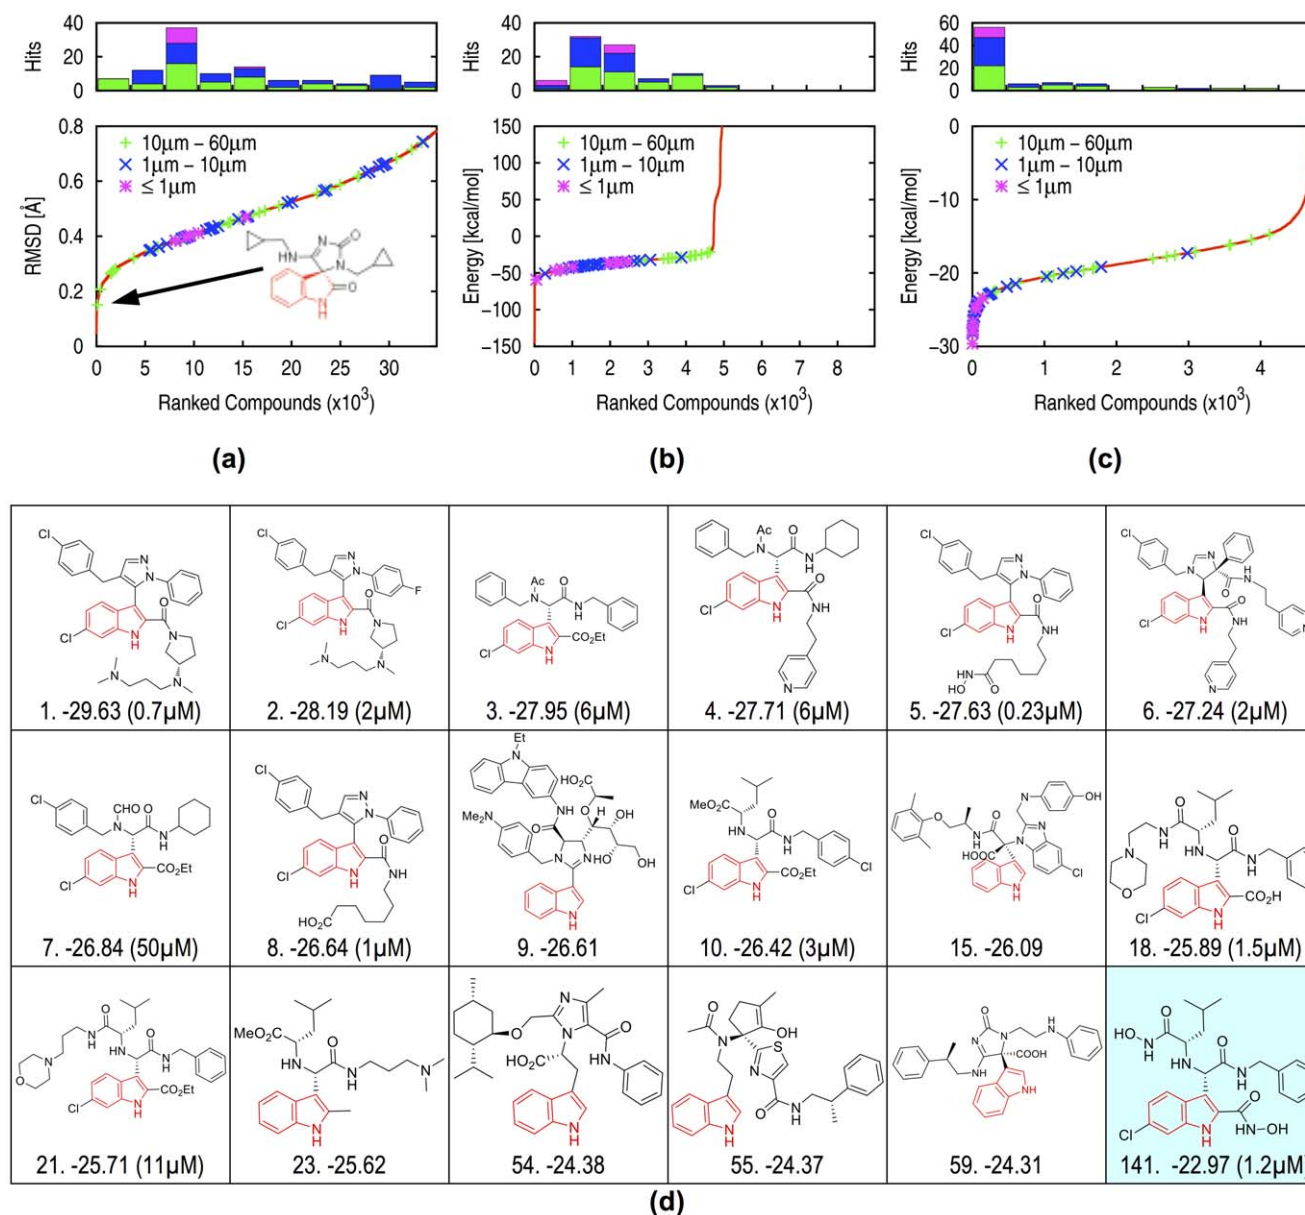 40
20
0
Hits
40
20
0
Hits
60
40
20
0
Hits
0.8
0.6
0.4
0.2
0
RMSD [Å]
10µm – 60µm
1µm – 10µm
≤ 1µm
N
O
HN
N
O
N
H
0 5 10 15 20 25 30
Ranked Compounds (x10³)
150
100
50
0
−50
−100
−150
Energy [kcal/mol]
10µm – 60µm
1µm – 10µm
≤ 1µm
0 1 2 3 4 5 6 7 8
Ranked Compounds (x10³)
0
−10
−20
−30
Energy [kcal/mol]
10µm – 60µm
1µm – 10µm
≤ 1µm
0 1 2 3 4
Ranked Compounds (x10³)
(a) (b) (c)
1. -29.63 (0.7µM) 2. -28.19 (2µM) 3. -27.95 (6µM) 4. -27.71 (6µM) 5. -27.63 (0.23µM) 6. -27.24 (2µM)
7. -26.84 (50µM) 8. -26.64 (1µM) 9. -26.61 10. -26.42 (3µM) 15. -26.09 18. -25.89 (1.5µM)
21. -25.71 (11µM) 23. -25.62 54. -24.38 55. -24.37 59. -24.31 141. -22.97 (1.2µM)
(d)